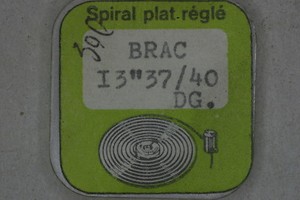 Spiral plat-réglé
BRAC
I3"37/40
DG.